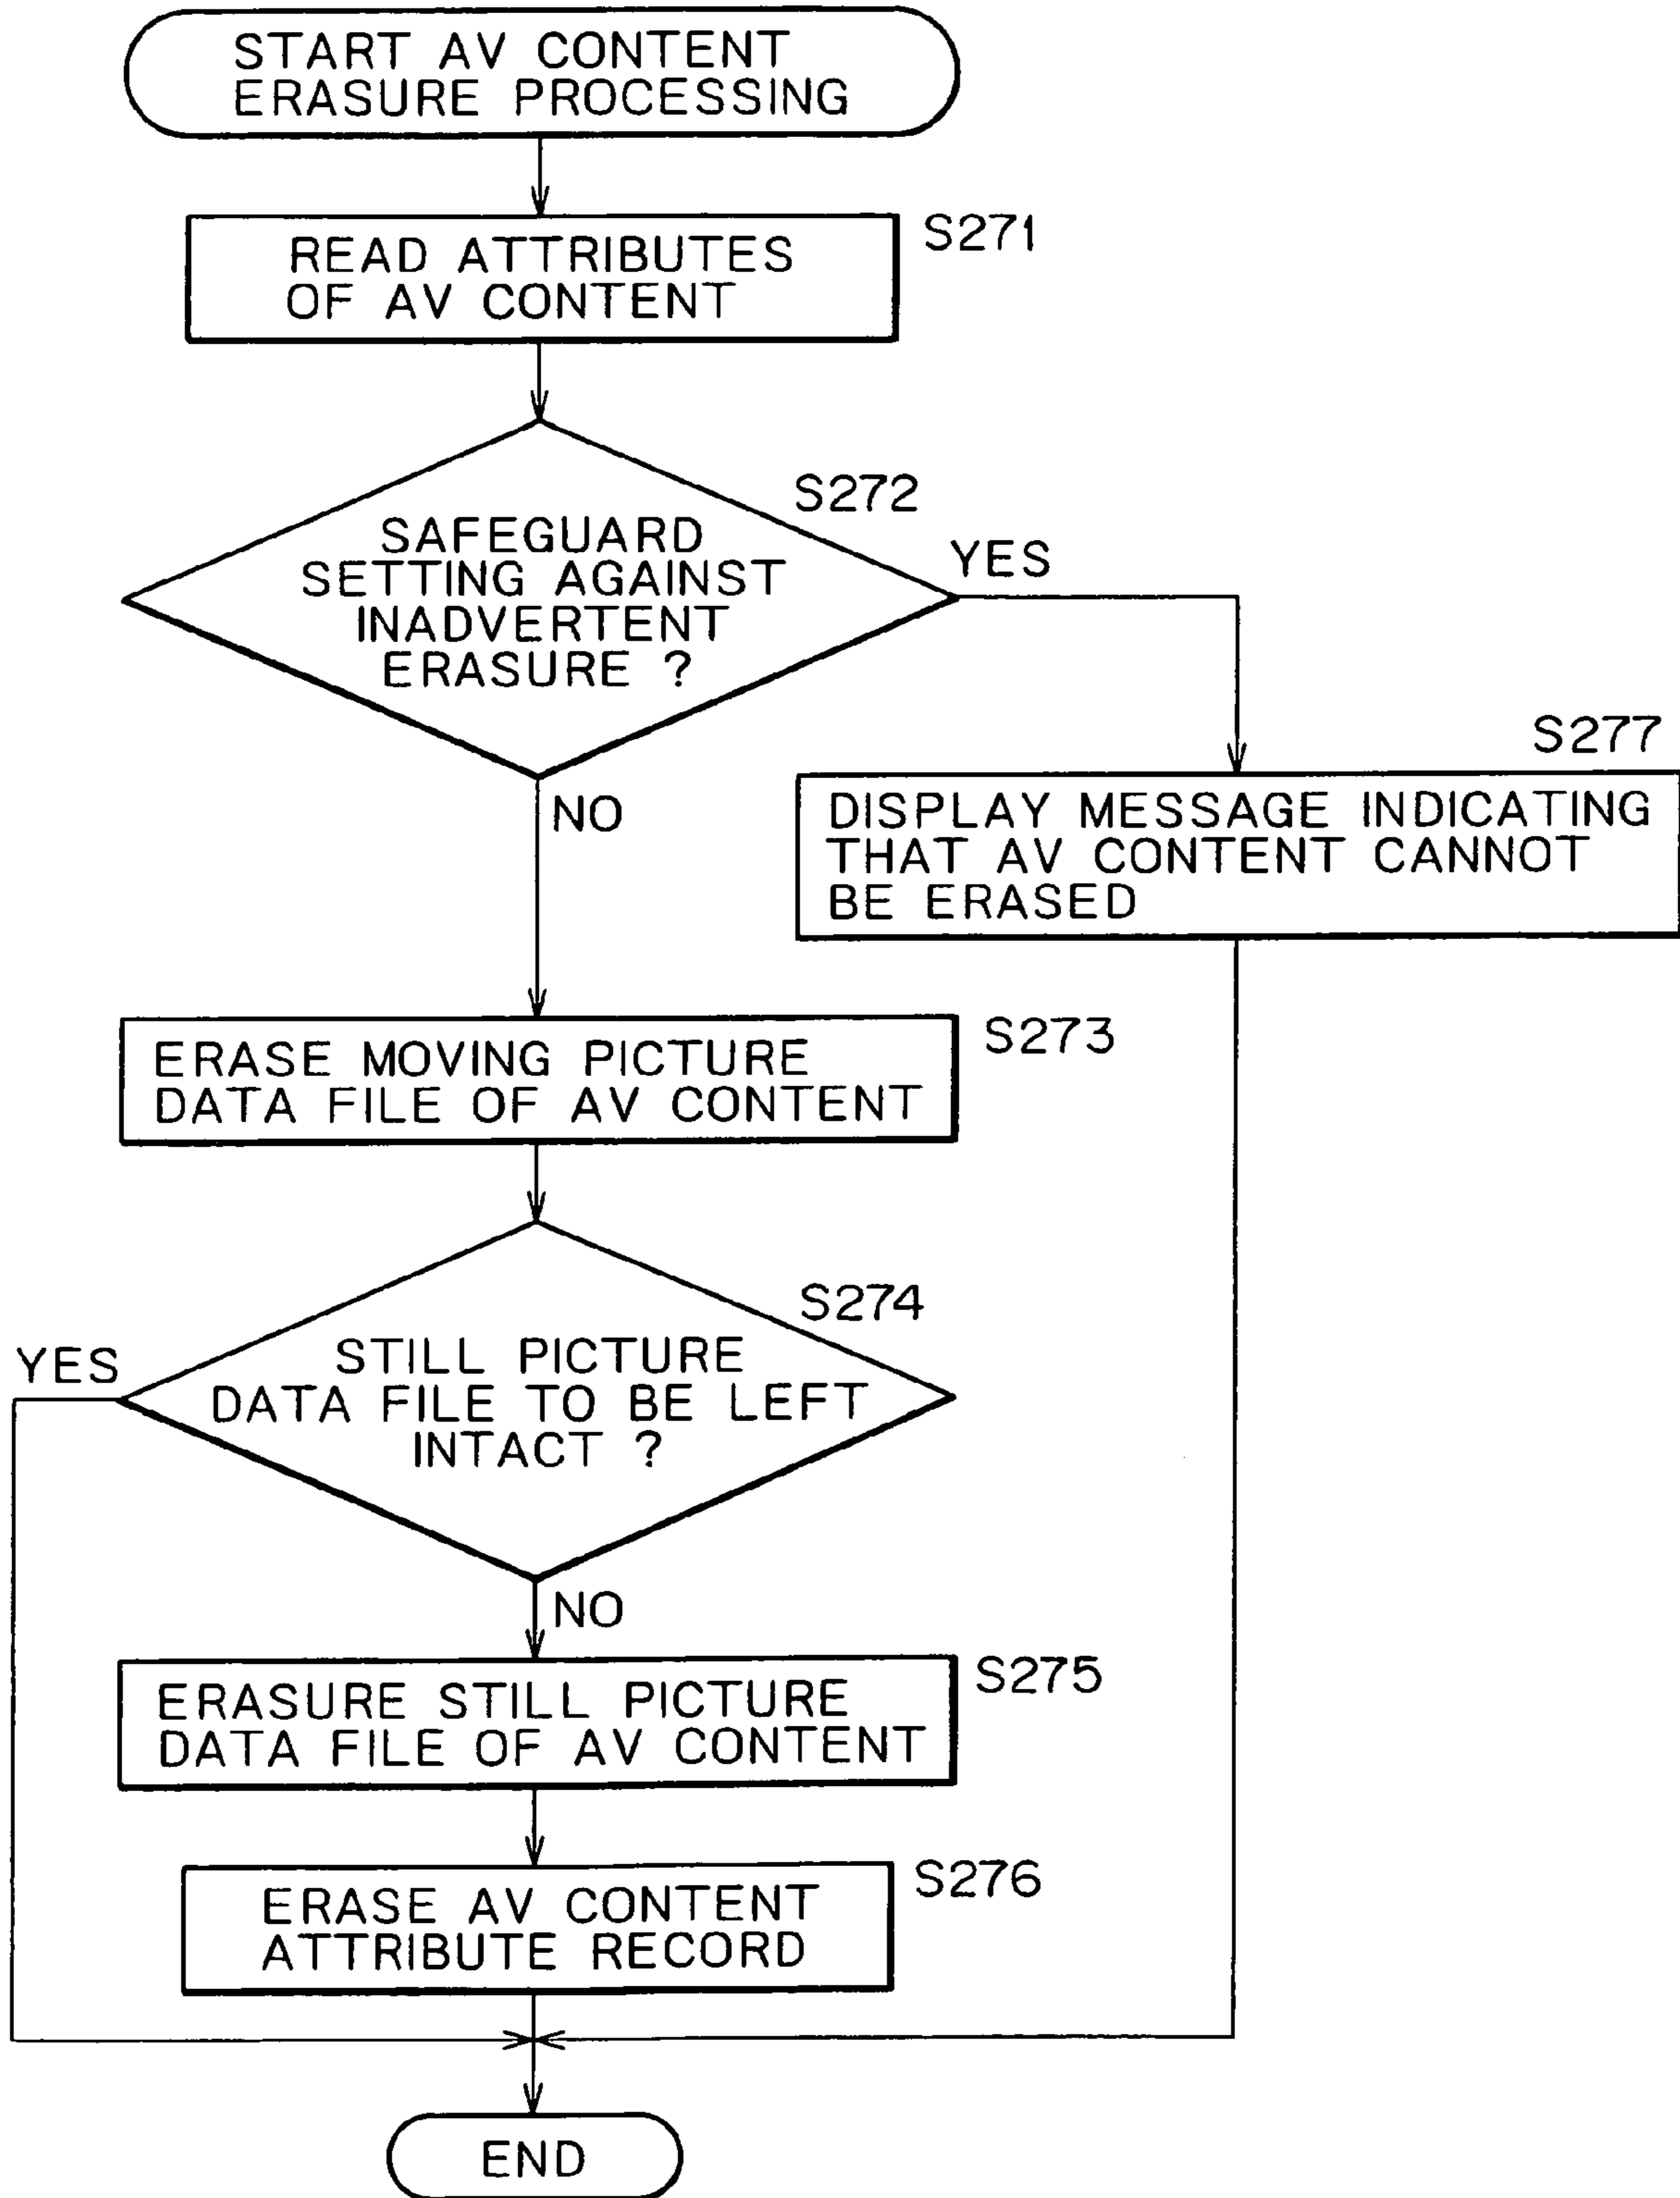 START AV CONTENT
ERASURE PROCESSING
S271
READ ATTRIBUTES
OF AV CONTENT
S272
SAFEGUARD
SETTING AGAINST
INADVERTENT
ERASURE ?
YES
NO
S277
DISPLAY MESSAGE INDICATING
THAT AV CONTENT CANNOT
BE ERASED
S273
ERASE MOVING PICTURE
DATA FILE OF AV CONTENT
S274
YES
STILL PICTURE
DATA FILE TO BE LEFT
INTACT ?
NO
S275
ERASURE STILL PICTURE
DATA FILE OF AV CONTENT
S276
ERASE AV CONTENT
ATTRIBUTE RECORD
END